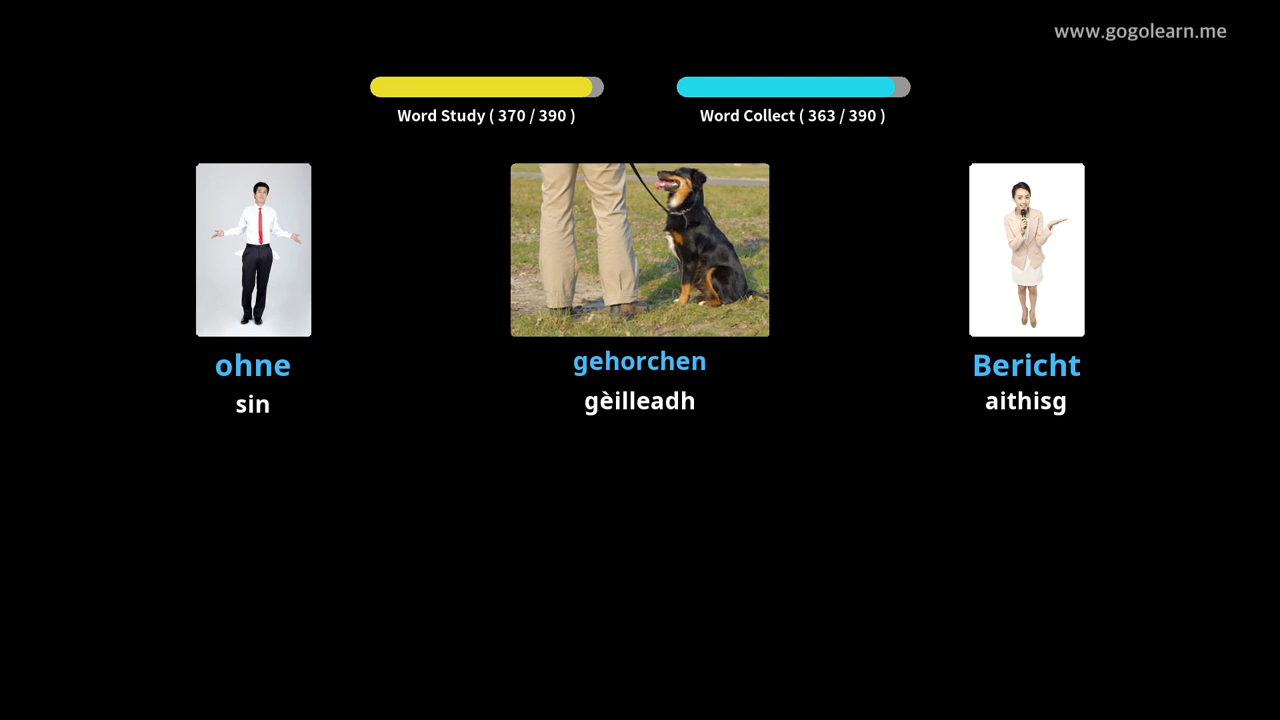 www.gogolearn.me
Word Study ( 370 / 390 )
Word Collect ( 363 / 390 )
ohne
gehorchen
Bericht
sin
gèilleadh
aithisg